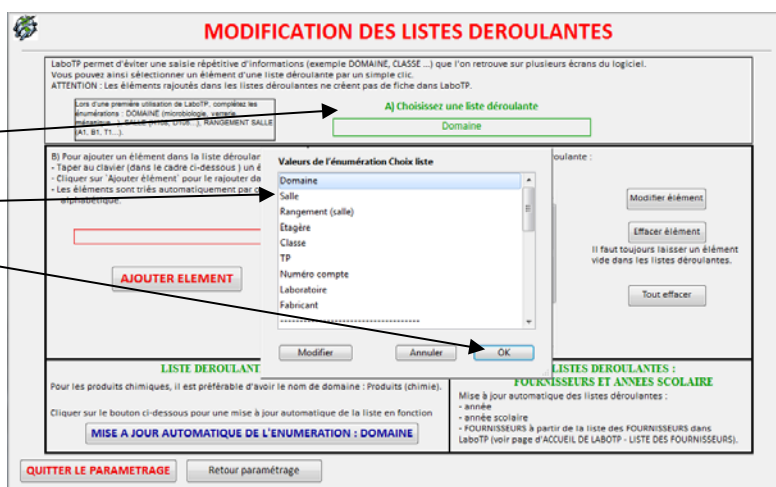 MODIFICATION DES LISTES DEROULANTES
LaboTP permet d'éviter une saisie répétitive d'informations (exemple DOMAINE, CLASSE ...) que l'on retrouve sur plusieurs écrans du logiciel.
Vous pouvez ainsi sélectionner un élément d'une liste déroulante par un simple clic.
ATTENTION : Les éléments rajoutés dans les listes déroulantes ne créent pas de fiche dans LaboTP.
Lors d'une première utilisation de LaboTP, complétez les
énumérations : DOMAINE (microbiologie, verrerie,
RANGEMENT SALLE
(A1, B1, T1...).
A) Choisissez une liste déroulante
Domaine
B) Pour ajouter un élément dans la liste déroulan
- Taper au clavier (dans le cadre ci-dessous ) un é
- Cliquer sur `Ajouter élément` pour le rajouter da
- Les éléments sont triès automatiquement par o
alphabétique.
AJOUTER ELEMENT
Valeurs de l'énumération Choix liste
Domaine
Salle
Rangement (salle)
Étagère
Classe
TP
Numéro compte
Laboratoire
Fabricant
------------------------------------
Modifier
Annuler
OK
oulante :
Modifier élément
Effacer élément
Il faut toujours laisser un élément
vide dans les listes déroulantes.
Tout effacer
LISTE DEROULANT
Pour les produits chimiques, il est préférable d'avoir le nom de domaine : Produits (chimie).
Cliquer sur le bouton ci-dessous pour une mise à jour automatique de la liste en fonction
MISE A JOUR AUTOMATIQUE DE L'ENUMERATION : DOMAINE
LISTES DEROULANTES :
FOURNISSEURS ET ANNEES SCOLAIRE
Mise à jour automatique des listes déroulantes :
- année
- année scolaire
- FOURNISSEURS à partir de la liste des FOURNISSEURS dans
LaboTP (voir page d'ACCUEIL DE LABOTP - LISTE DES FOURNISSEURS).
QUITTER LE PARAMETRAGE
Retour paramétrage